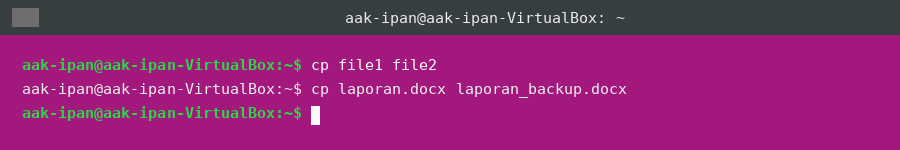 aak-ipan@aak-ipan-VirtualBox: ~
aak-ipan@aak-ipan-VirtualBox:~$ cp file1 file2
aak-ipan@aak-ipan-VirtualBox:~$ cp laporan.docx laporan_backup.docx
aak-ipan@aak-ipan-VirtualBox:~$